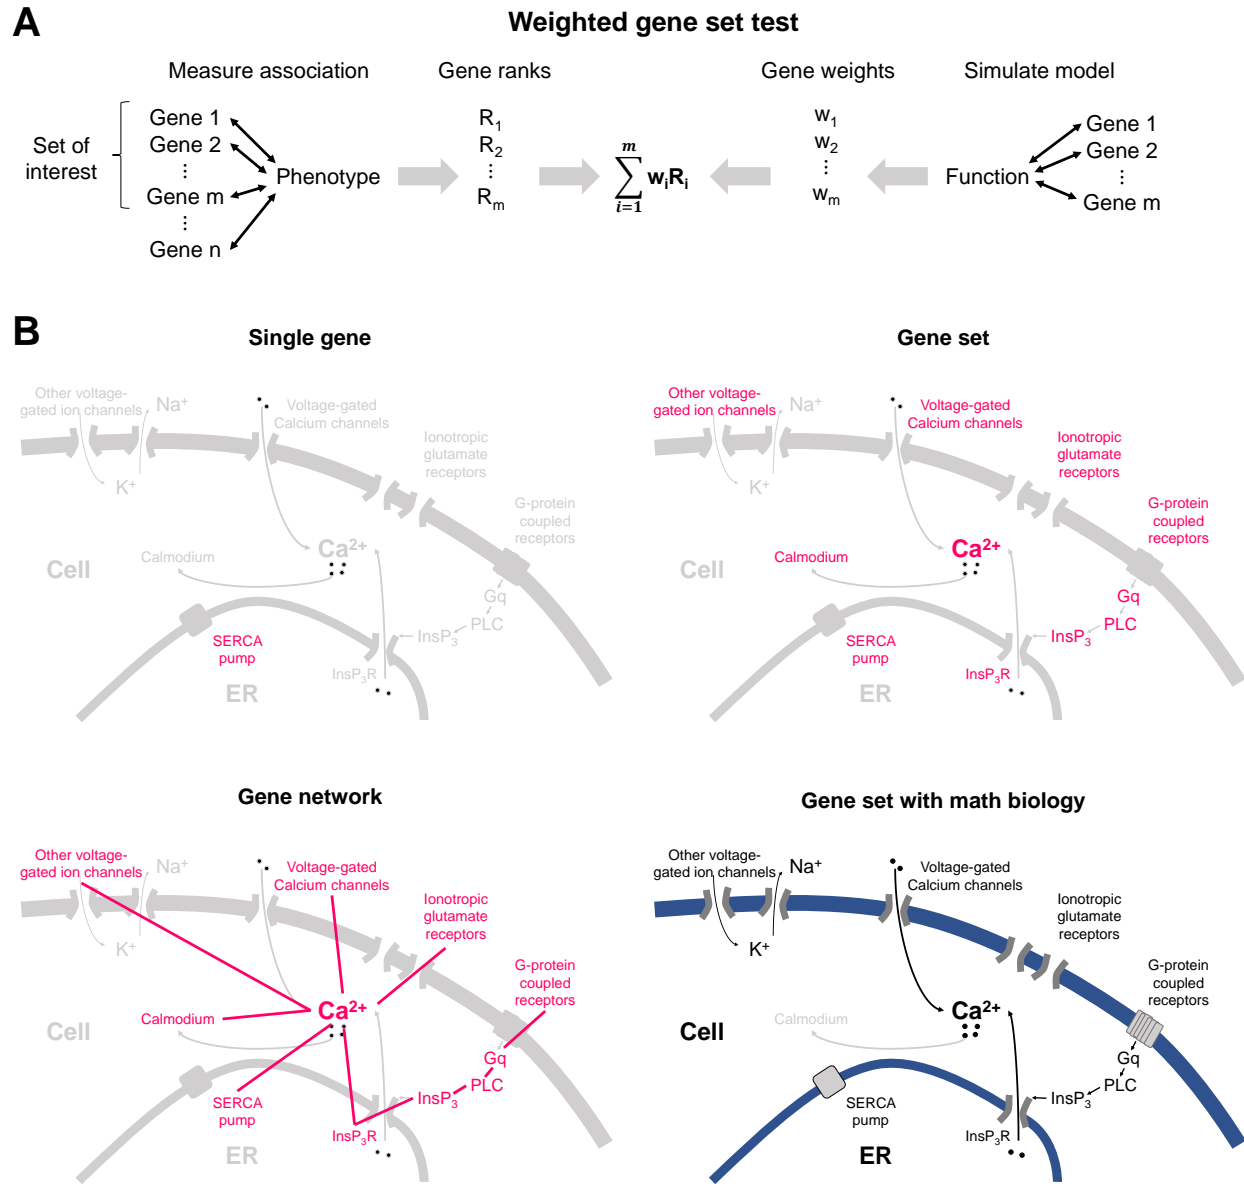 A
Weighted gene set test
Measure association
Gene ranks
Gene weights
Simulate model
Set of
interest
Gene 1
Gene 2
⋮
Gene m
⋮
Gene n
Phenotype
R₁
R₂
⋮
Rₘ
m
∑ wᵢRᵢ
i=1
w₁
w₂
⋮
wₘ
Function
Gene 1
Gene 2
⋮
Gene m
B
Single gene
Other voltage-
gated ion channels
Na⁺
K⁺
Voltage-gated
Calcium channels
Ionotropic
glutamate
receptors
G-protein
coupled
receptors
Ca²⁺
Calmodium
Cell
Gq
PLC
InsP₃
SERCA
pump
InsP₃R
ER
Gene set
Other voltage-
gated ion channels
Na⁺
K⁺
Voltage-gated
Calcium channels
Ionotropic
glutamate
receptors
G-protein
coupled
receptors
Ca²⁺
Calmodium
Cell
Gq
PLC
InsP₃
SERCA
pump
InsP₃R
ER
Gene network
Other voltage-
gated ion channels
Na⁺
K⁺
Voltage-gated
Calcium channels
Ionotropic
glutamate
receptors
G-protein
coupled
receptors
Ca²⁺
Calmodium
Cell
Gq
PLC
InsP₃
SERCA
pump
InsP₃R
ER
Gene set with math biology
Other voltage-
gated ion channels
Na⁺
K⁺
Voltage-gated
Calcium channels
Ionotropic
glutamate
receptors
G-protein
coupled
receptors
Ca²⁺
Calmodium
Cell
Gq
PLC
InsP₃
SERCA
pump
InsP₃R
ER